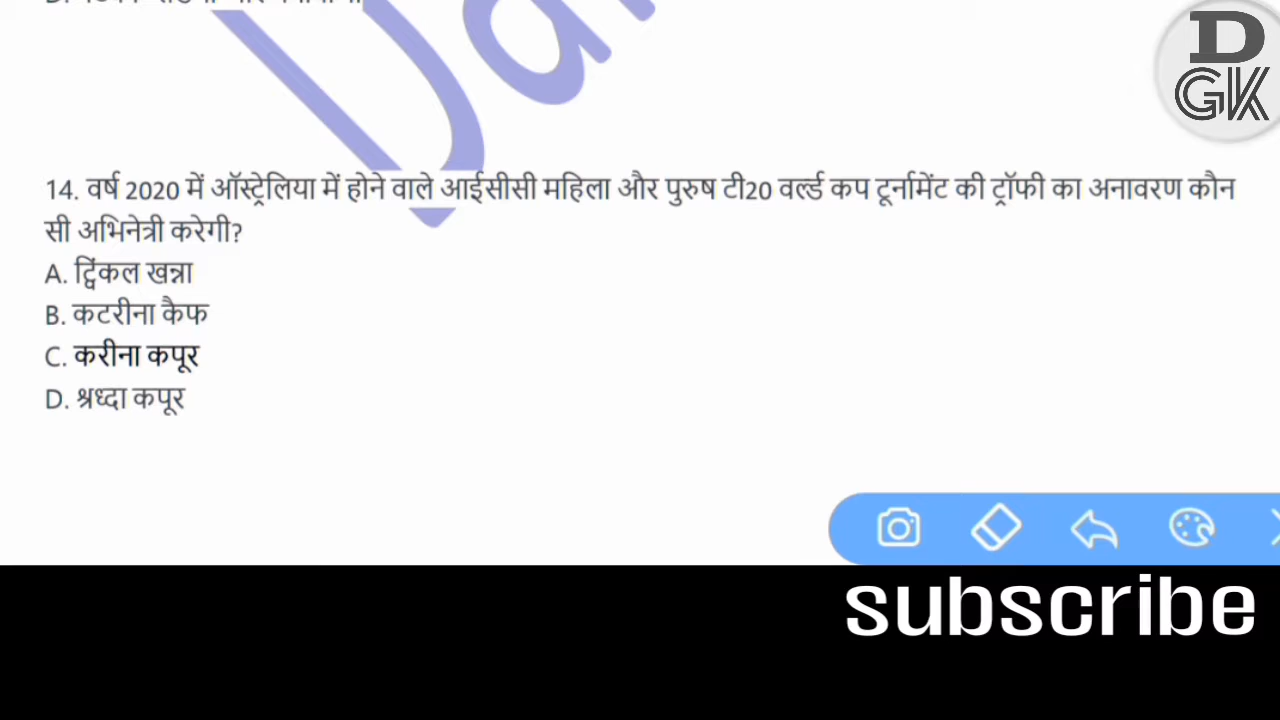 D
GK
14. वर्ष 2020 में ऑस्ट्रेलिया में होने वाले आईसीसी महिला और पुरुष टी20 वर्ल्ड कप टूर्नामेंट की ट्रॉफी का अनावरण कौन
सी अभिनेत्री करेगी?
A. ट्विंकल खन्ना
B. कटरीना कैफ
C. करीना कपूर
D. श्रध्दा कपूर
subscribe